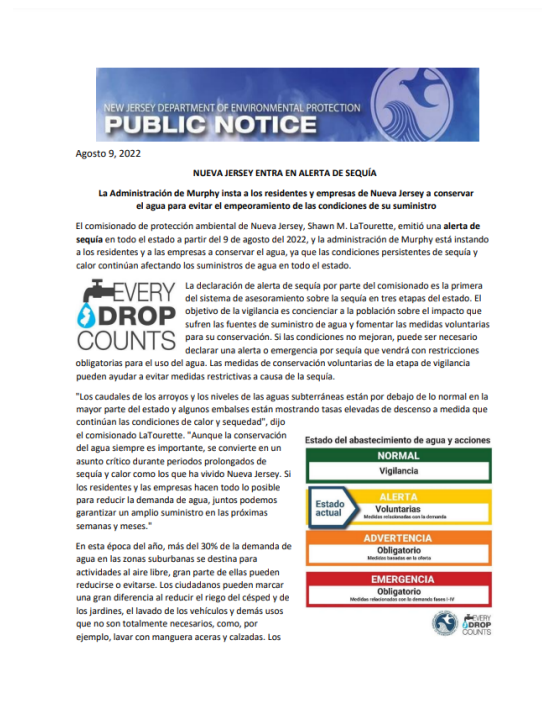 NEW JERSEY DEPARTMENT OF ENVIRONMENTAL PROTECTION
PUBLIC NOTICE
Agosto 9, 2022
NUEVA JERSEY ENTRA EN ALERTA DE SEQUÍA
La Administración de Murphy insta a los residentes y empresas de Nueva Jersey a conservar
el agua para evitar el empeoramiento de las condiciones de su suministro
El comisionado de protección ambiental de Nueva Jersey, Shawn M. LaTourette, emitió una alerta de
sequía en todo el estado a partir del 9 de agosto del 2022, y la administración de Murphy está instando
a los residentes y a las empresas a conservar el agua, ya que las condiciones persistentes de sequía y
calor continúan afectando los suministros de agua en todo el estado.
EVERY
DROP
COUNTS
La declaración de alerta de sequía por parte del comisionado es la primera
del sistema de asesoramiento sobre la sequía en tres etapas del estado. El
objetivo de la vigilancia es concienciar a la población sobre el impacto que
sufren las fuentes de suministro de agua y fomentar las medidas voluntarias
para su conservación. Si las condiciones no mejoran, puede ser necesario
declarar una alerta o emergencia por sequía que vendrá con restricciones
obligatorias para el uso del agua. Las medidas de conservación voluntarias de la etapa de vigilancia
pueden ayudar a evitar medidas restrictivas a causa de la sequía.
"Los caudales de los arroyos y los niveles de las aguas subterráneas están por debajo de lo normal en la
mayor parte del estado y algunos embalses están mostrando tasas elevadas de descenso a medida que
continúan las condiciones de calor y sequedad", dijo
el comisionado LaTourette. "Aunque la conservación
del agua siempre es importante, se convierte en un
asunto crítico durante periodos prolongados de
sequía y calor como los que ha vivido Nueva Jersey. Si
los residentes y las empresas hacen todo lo posible
para reducir la demanda de agua, juntos podemos
garantizar un amplio suministro en las próximas
semanas y meses."
En esta época del año, más del 30% de la demanda de
agua en las zonas suburbanas se destina para
actividades al aire libre, gran parte de ellas pueden
reducirse o evitarse. Los ciudadanos pueden marcar
una gran diferencia al reducir el riego del césped y de
los jardines, el lavado de los vehículos y demás usos
que no son totalmente necesarios, como, por
ejemplo, lavar con manguera aceras y calzadas. Los
Estado del abastecimiento de agua y acciones
NORMAL
Vigilancia
Estado
actual
ALERTA
Voluntarias
Medidas relacionadas con la demanda
ADVERTENCIA
Obligatorio
Medidas basadas en la oferta
EMERGENCIA
Obligatorio
Medidas relacionadas con la demanda fases I-IV
EVERY
DROP
COUNTS